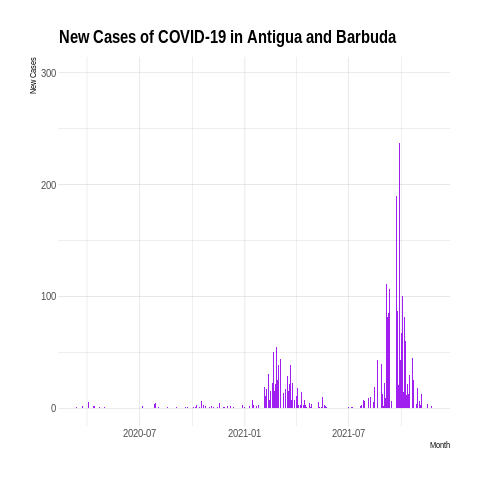 New Cases of COVID-19 in Antigua and Barbuda
New Cases
300
200
100
0
2020-07 2021-01 2021-07
Month